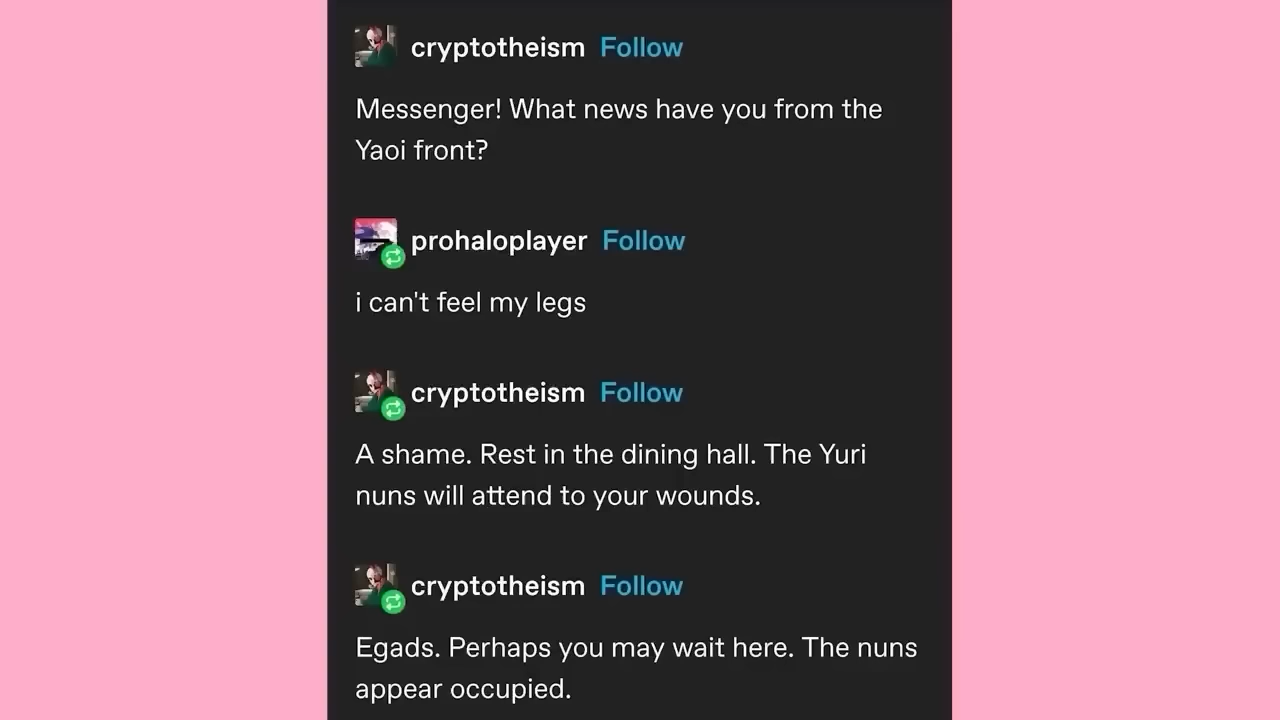 cryptotheism Follow
Messenger! What news have you from the
Yaoi front?
prohaloplayer Follow
i can't feel my legs
cryptotheism Follow
A shame. Rest in the dining hall. The Yuri
nuns will attend to your wounds.
cryptotheism Follow
Egads. Perhaps you may wait here. The nuns
appear occupied.